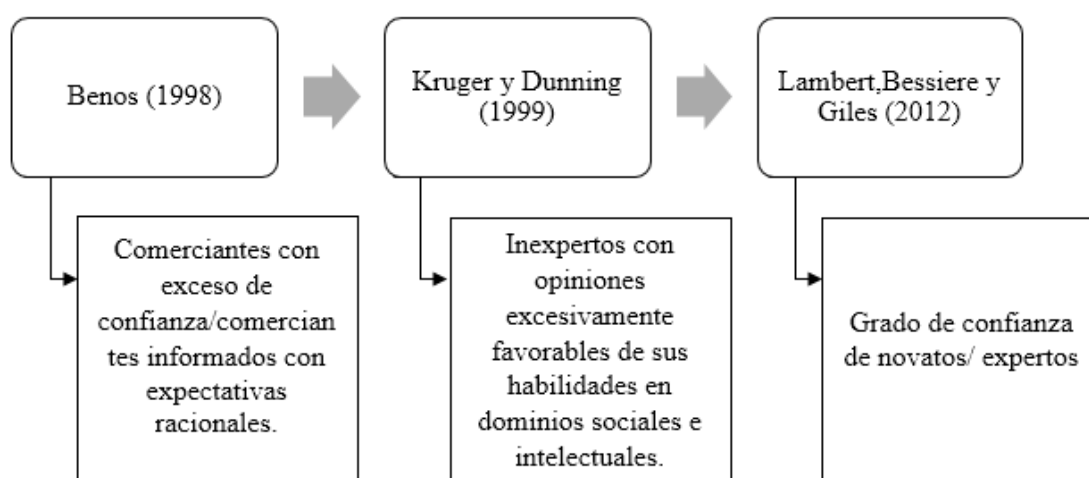 Benos (1998)
Comerciantes con
exceso de
confianza/comercian
tes informados con
expectativas
racionales.
Kruger y Dunning
(1999)
Inexpertos con
opiniones
excesivamente
favorables de sus
habilidades en
dominios sociales e
intelectuales.
Lambert,Bessiere y
Giles (2012)
Grado de confianza
de novatos/ expertos